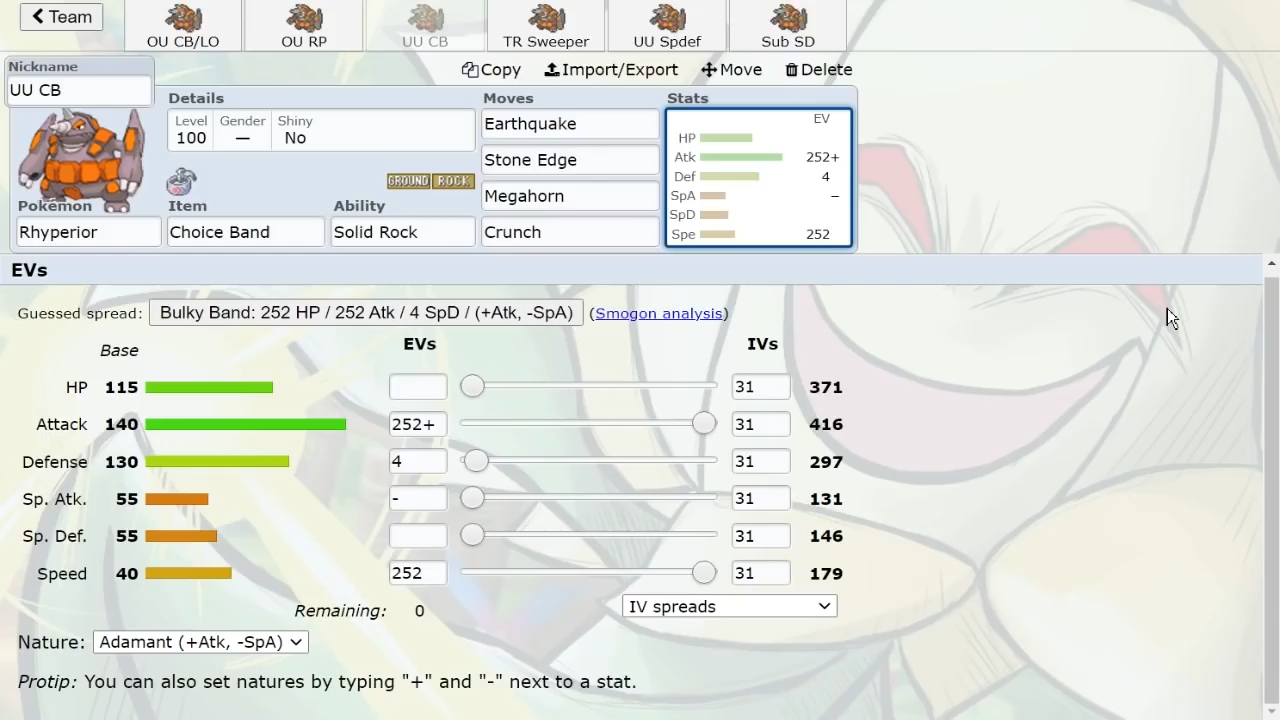 Team
OU CB/LO
OU RP
UU CB
TR Sweeper
UU Spdef
Sub SD
Copy
Import/Export
Move
Delete
Nickname
UU CB
Details
Level
100
Gender
—
Shiny
No
GROUND ROCK
Pokémon
Rhyperior
Item
Choice Band
Ability
Solid Rock
Moves
Earthquake
Stone Edge
Megahorn
Crunch
Stats
EV
HP
Atk 252+
Def 4
SpA –
SpD
Spe 252
EVs
Guessed spread: Bulky Band: 252 HP / 252 Atk / 4 SpD / (+Atk, -SpA) (Smogon analysis)
Base EVs IVs
HP 115 31 371
Attack 140 252+ 31 416
Defense 130 4 31 297
Sp. Atk. 55 - 31 131
Sp. Def. 55 31 146
Speed 40 252 31 179
Remaining: 0 IV spreads
Nature: Adamant (+Atk, -SpA)
Protip: You can also set natures by typing "+" and "-" next to a stat.